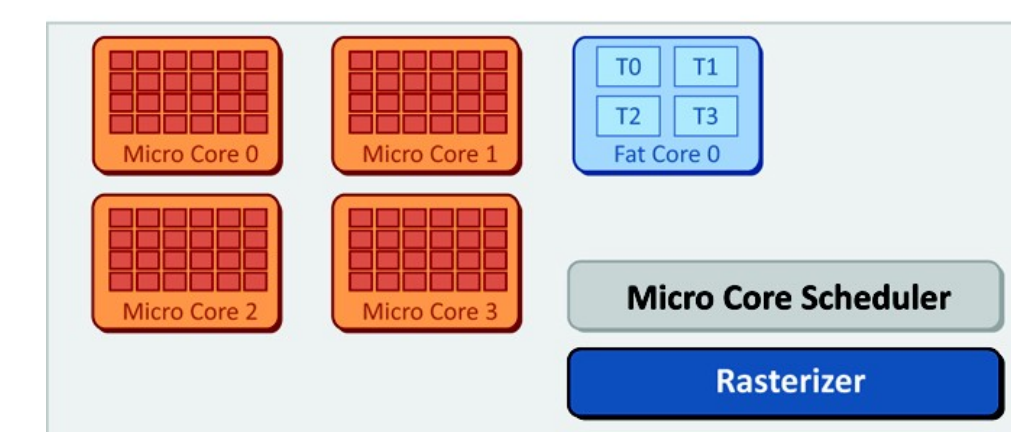 T0 T1
T2 T3
Micro Core 0 Micro Core 1 Fat Core 0
Micro Core 2 Micro Core 3
Micro Core Scheduler
Rasterizer